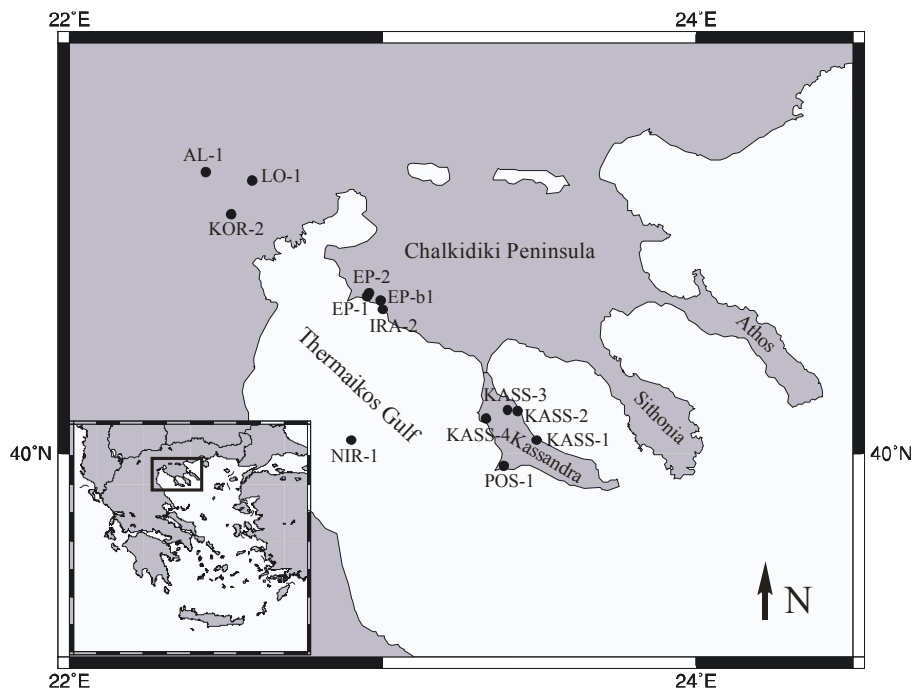 22°E
24°E
AL-1
LO-1
KOR-2
Chalkidiki Peninsula
EP-2
EP-b1
EP-1
IRA-2
Athos
Thermaikos Gulf
KASS-3
KASS-2
Sithonia
KASS-4
KASS-1
Kassandra
40°N
40°N
NIR-1
POS-1
N
22°E
24°E